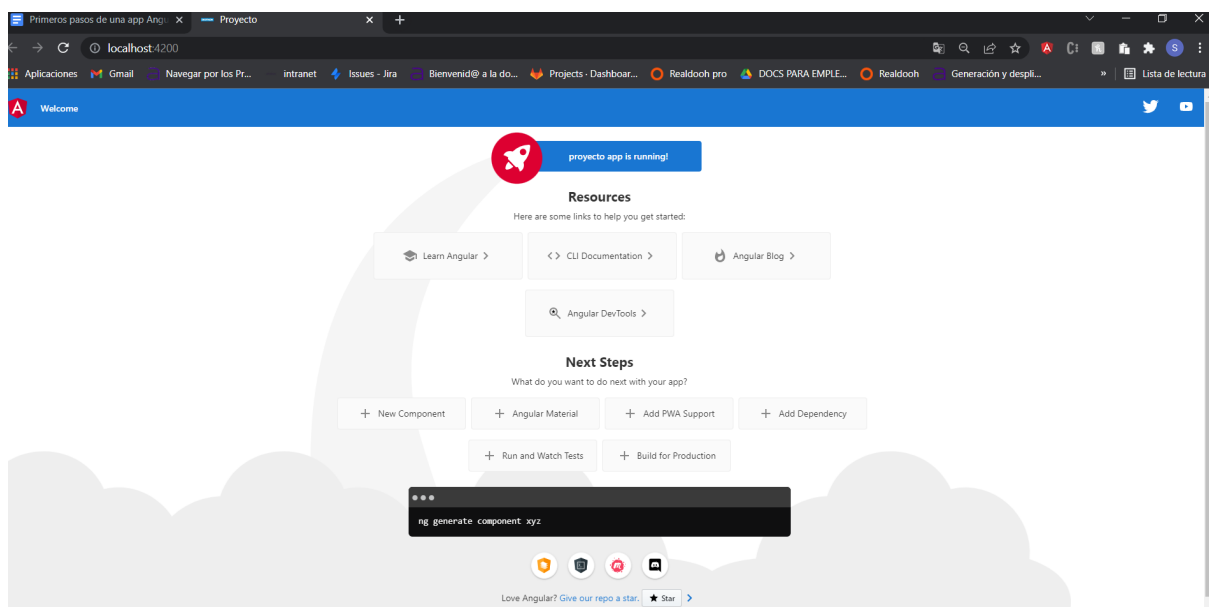 Primeros pasos de una app Angu
Proyecto
localhost:4200
Aplicaciones Gmail Navegar por los Pr... intranet Issues - Jira Bienvenid@ a la do... Projects · Dashboar... Realdooh pro DOCS PARA EMPLE... Realdooh Generación y despli... » Lista de lectura
Welcome
proyecto app is running!
Resources
Here are some links to help you get started:
Learn Angular
CLI Documentation
Angular Blog
Angular DevTools
Next Steps
What do you want to do next with your app?
New Component
Angular Material
Add PWA Support
Add Dependency
Run and Watch Tests
Build for Production
ng generate component xyz
Love Angular? Give our repo a star. Star